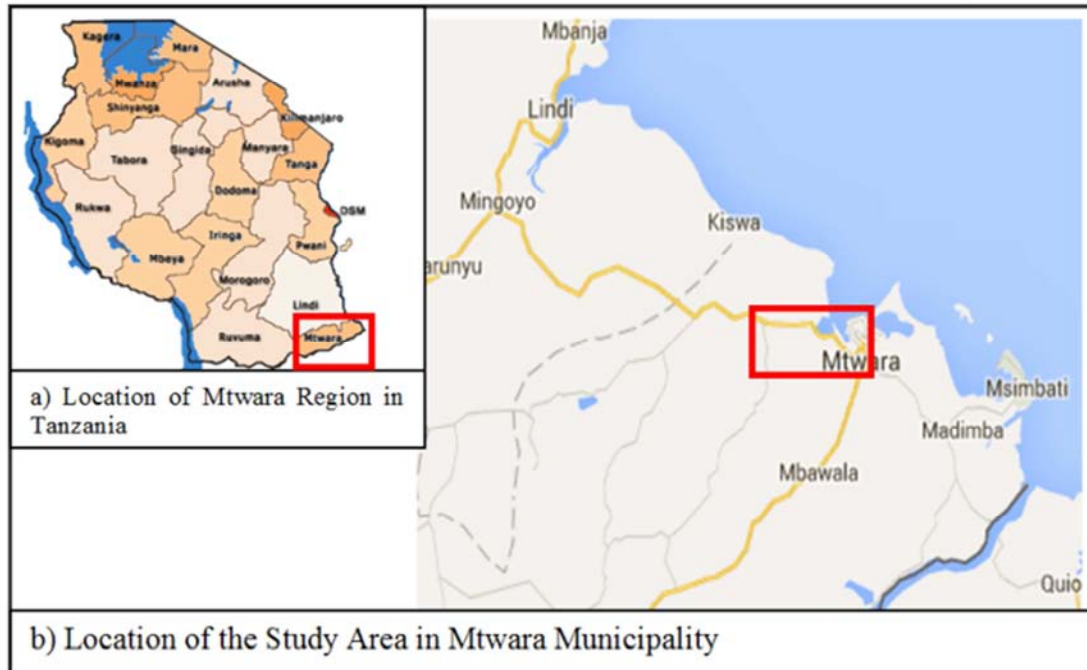 Kagera
Mara
Mwanza
Arusha
Shinyanga
Kilimanjaro
Kigoma
Tabora
Singida
Manyara
Tanga
Dodoma
Rukwa
DSM
Iringa
Pwani
Mbeya
Morogoro
Lindi
Ruvuma
Mtwara
a) Location of Mtwara Region in
Tanzania
Mbanja
Lindi
Mingoyo
Kiswa
arunyu
Mtwara
Msimbati
Madimba
Mbawala
Quio
b) Location of the Study Area in Mtwara Municipality